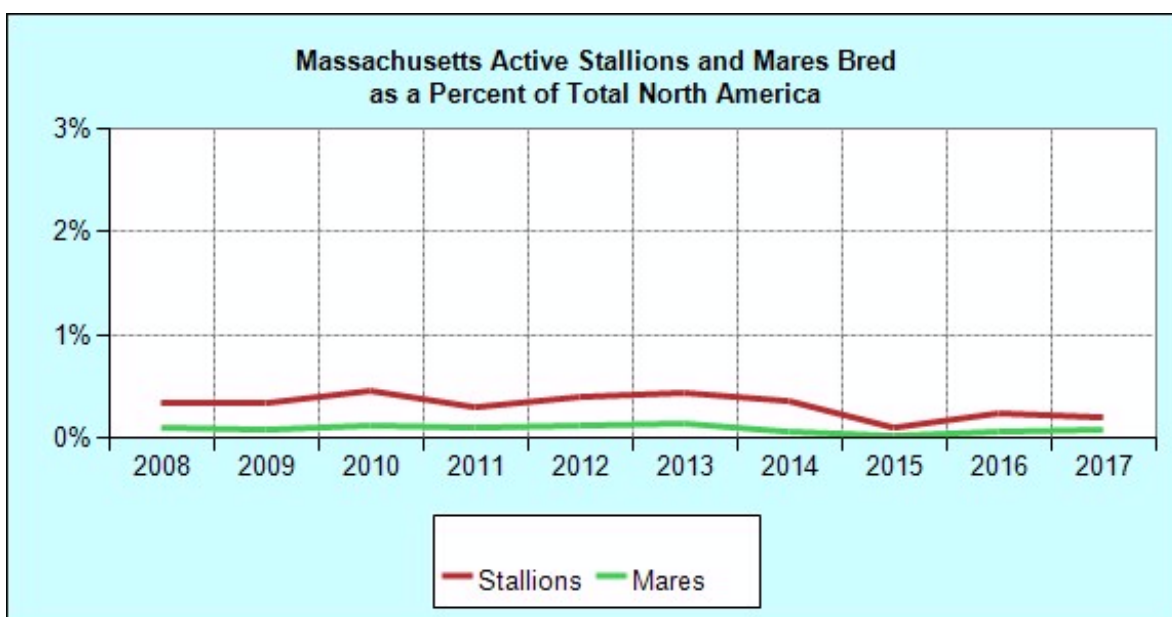 Massachusetts Active Stallions and Mares Bred
as a Percent of Total North America
3%
2%
1%
0%
2008 2009 2010 2011 2012 2013 2014 2015 2016 2017
Stallions Mares